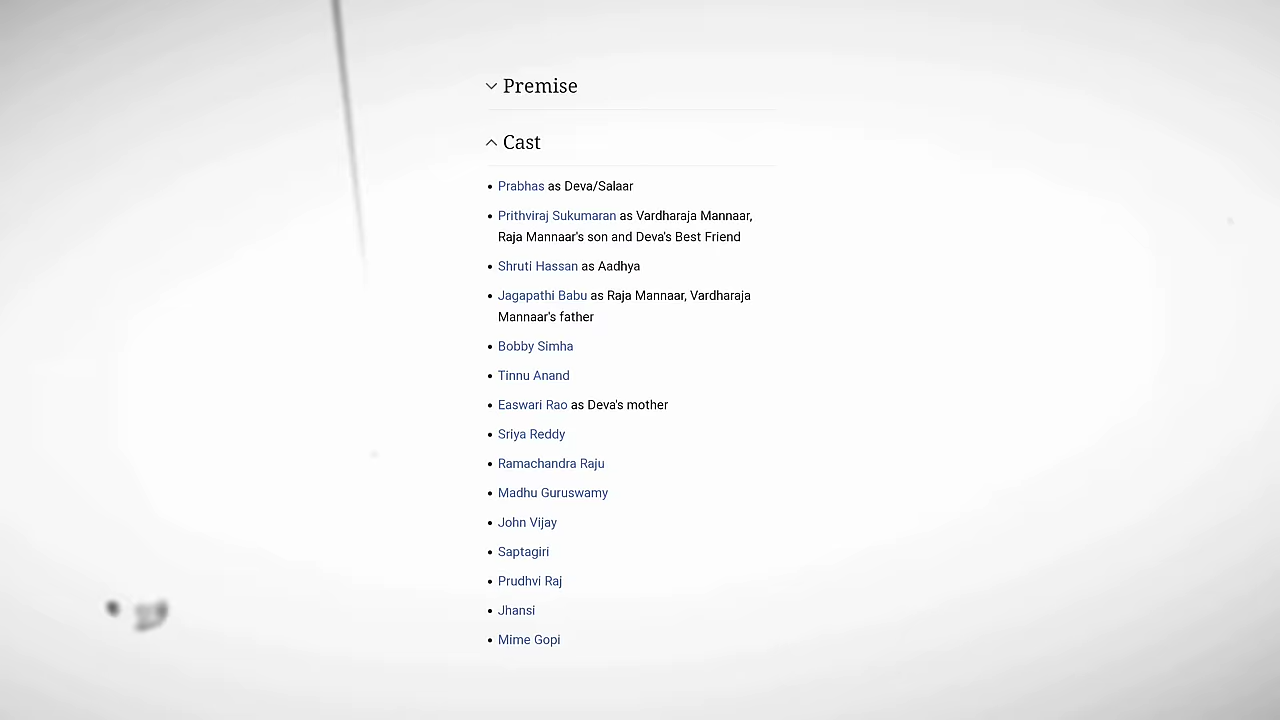 Premise
Cast
Prabhas as Deva/Salaar
Prithviraj Sukumaran as Vardharaja Mannaar,
Raja Mannaar's son and Deva's Best Friend
Shruti Hassan as Aadhya
Jagapathi Babu as Raja Mannaar, Vardharaja
Mannaar's father
Bobby Simha
Tinnu Anand
Easwari Rao as Deva's mother
Sriya Reddy
Ramachandra Raju
Madhu Guruswamy
John Vijay
Saptagiri
Prudhvi Raj
Jhansi
Mime Gopi